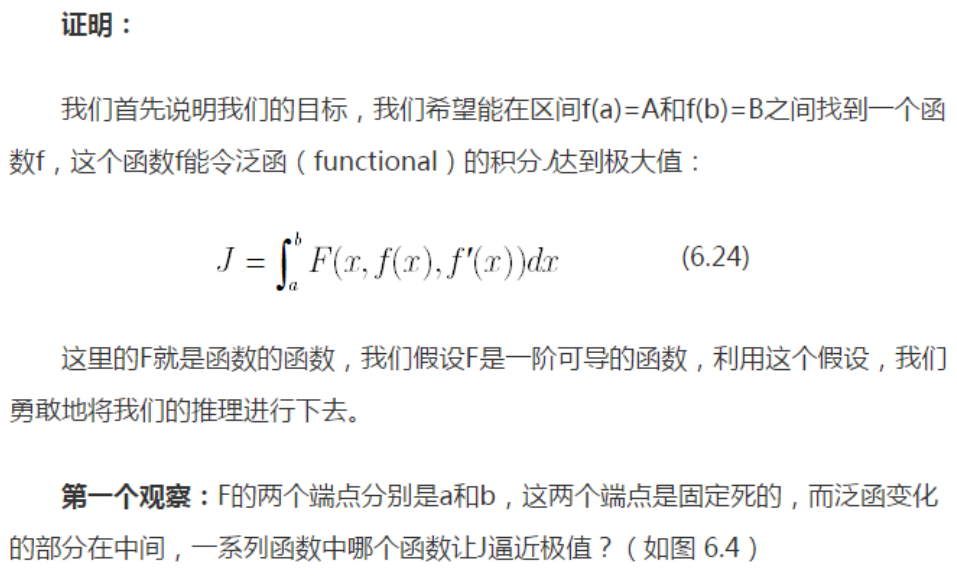 证明：
我们首先说明我们的目标，我们希望能在区间f(a)=A和f(b)=B之间找到一个函
数f，这个函数f能令泛函（functional）的积分J达到极大值：
J = ∫_a^b F(x, f(x), f′(x))dx (6.24)
这里的F就是函数的函数，我们假设F是一阶可导的函数，利用这个假设，我们
勇敢地将我们的推理进行下去。
第一个观察：F的两个端点分别是a和b，这两个端点是固定死的，而泛函变化
的部分在中间，一系列函数中哪个函数让J逼近极值？（如图 6.4）